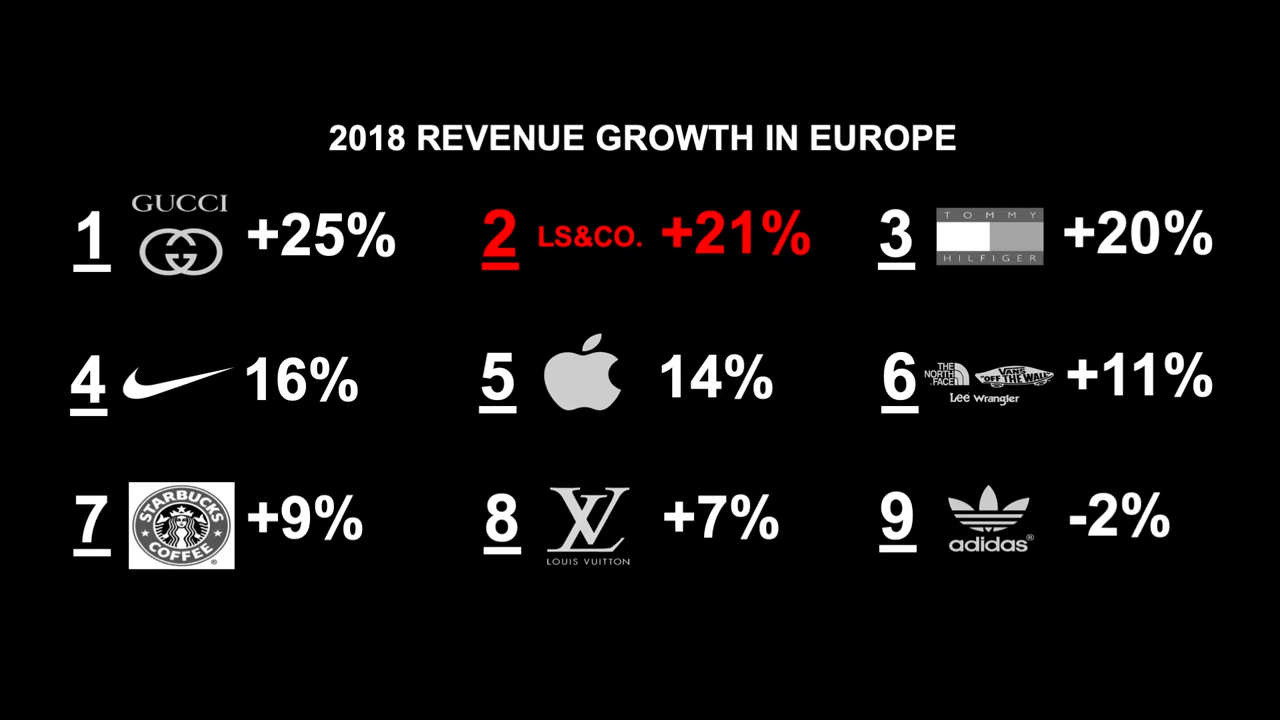 2018 REVENUE GROWTH IN EUROPE
1 GUCCI +25%
2 LS&CO. +21%
3 TOMMY HILFIGER +20%
4 16%
5 14%
6 THE NORTH FACE VANS "OFF THE WALL" Lee Wrangler +11%
7 STARBUCKS COFFEE ® +9%
8 LV LOUIS VUITTON +7%
9 adidas® -2%